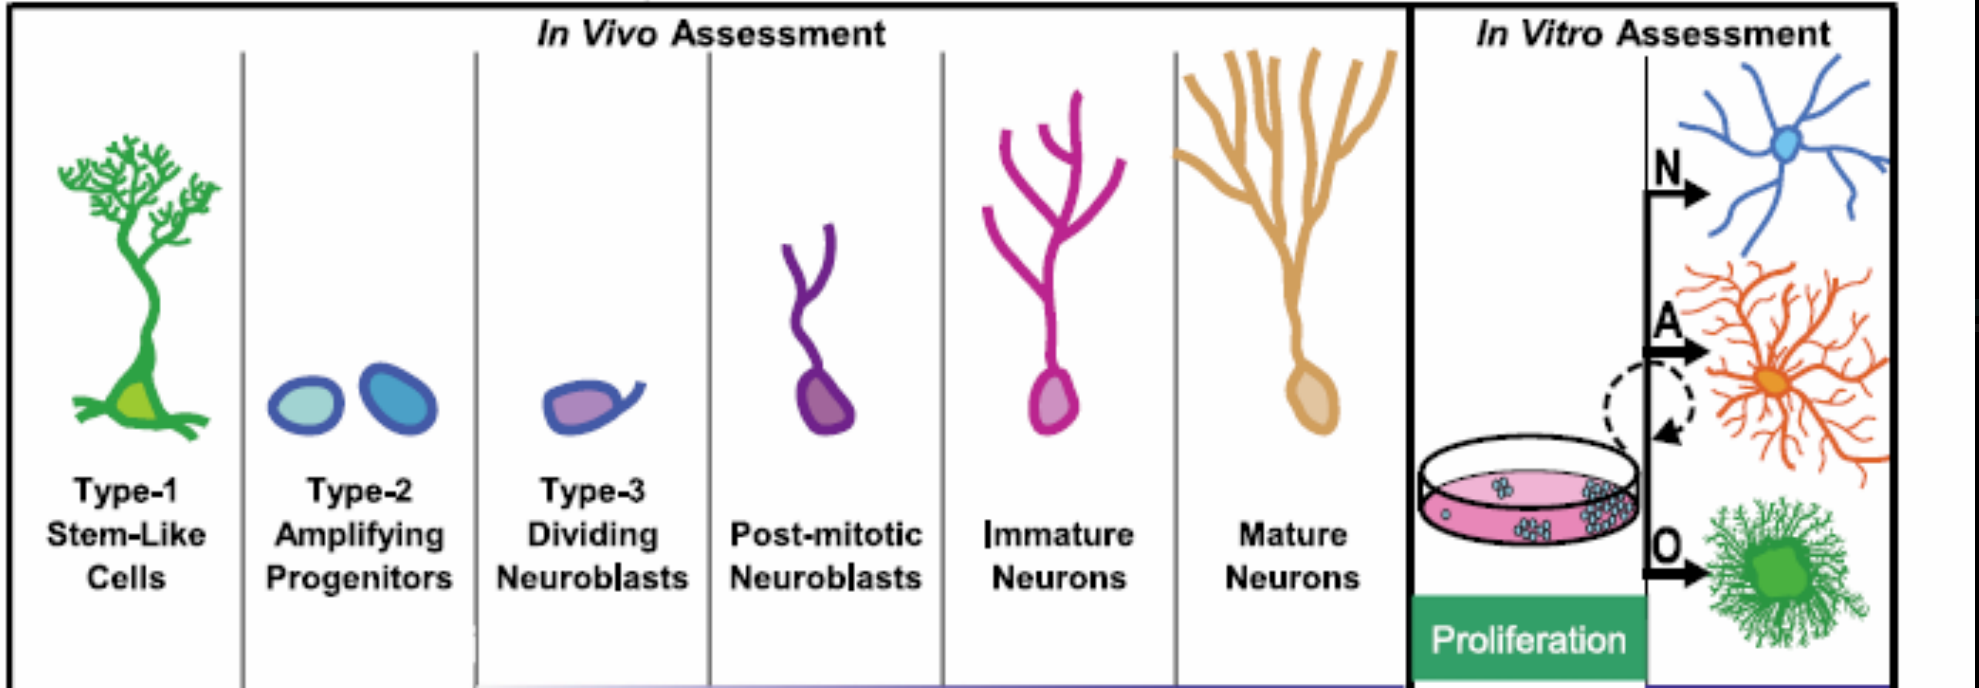 In Vivo Assessment
In Vitro Assessment
Type-1
Stem-Like
Cells
Type-2
Amplifying
Progenitors
Type-3
Dividing
Neuroblasts
Post-mitotic
Neuroblasts
Immature
Neurons
Mature
Neurons
N
A
O
Proliferation